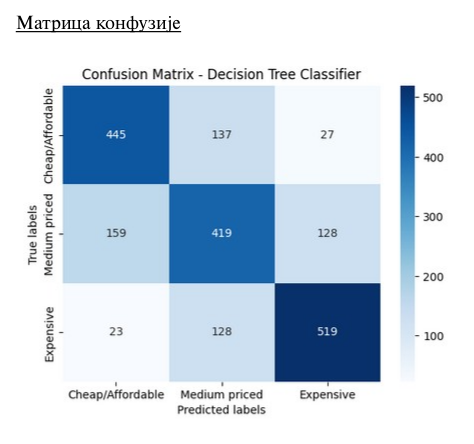 Матрица конфузије
Confusion Matrix - Decision Tree Classifier
True labels
Cheap/Affordable
445 137 27
Medium priced
159 419 128
Expensive
23 128 519
Cheap/Affordable Medium priced Expensive
Predicted labels
500
400
300
200
100